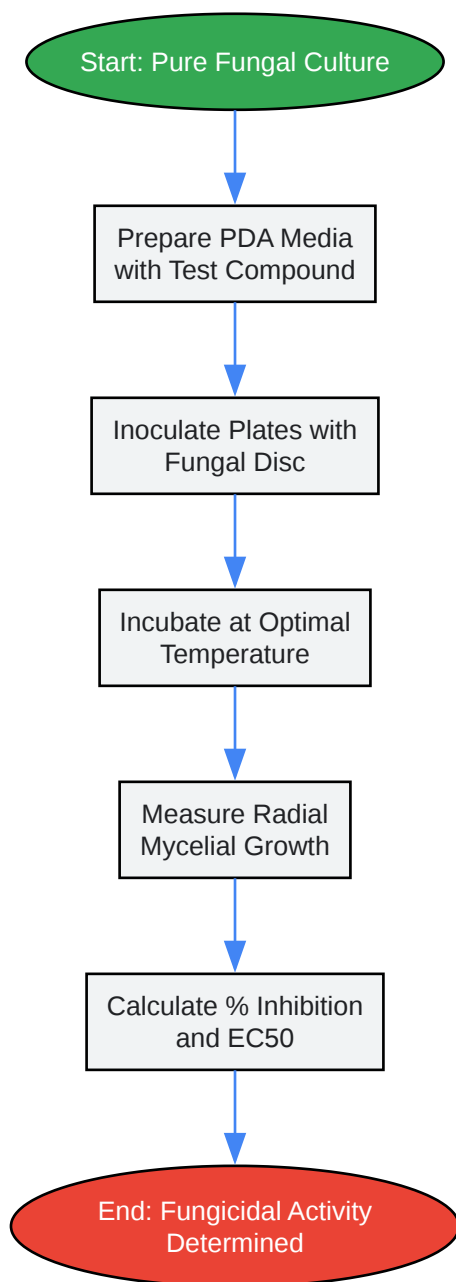 Start: Pure Fungal Culture
Prepare PDA Media
with Test Compound
Inoculate Plates with
Fungal Disc
Incubate at Optimal
Temperature
Measure Radial
Mycelial Growth
Calculate % Inhibition
and EC50
End: Fungicidal Activity
Determined